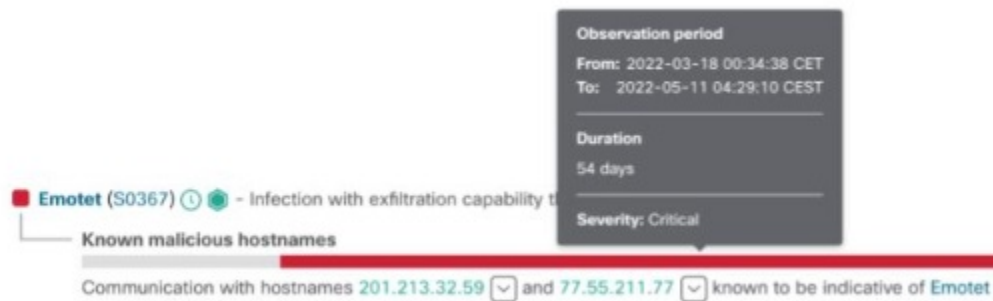 Observation period
From: 2022-03-18 00:34:38 CET
To: 2022-05-11 04:29:10 CEST
Duration
54 days
Severity: Critical
Emotet (S0367) - Infection with exfiltration capability
Known malicious hostnames
Communication with hostnames 201.213.32.59 and 77.55.211.77 known to be indicative of Emotet